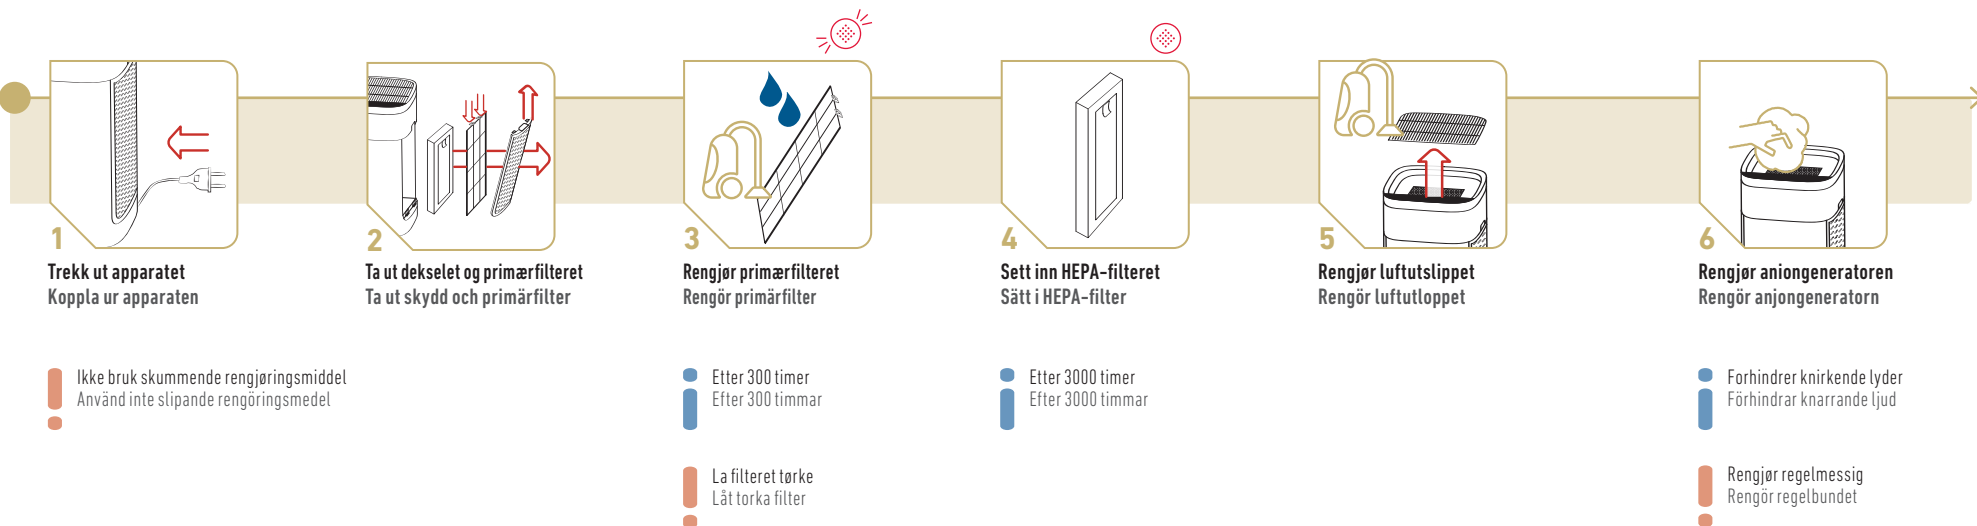 1
Trekk ut apparatet
Koppla ur apparaten
Ikke bruk skummende rengjøringsmiddel
Använd inte slipande rengöringsmedel
2
Ta ut dekselet og primærfilteret
Ta ut skydd och primärfilter
3
Rengjør primærfilteret
Rengör primärfilter
Etter 300 timer
Efter 300 timmar
La filteret tørke
Låt torka filter
4
Sett inn HEPA-filteret
Sätt i HEPA-filter
Etter 3000 timer
Efter 3000 timmar
5
Rengjør luftutslippet
Rengör luftutloppet
6
Rengjør aniongeneratoren
Rengör anjongeneratorn
Forhindrer knirkende lyder
Förhindrar knarrande ljud
Rengjør regelmessig
Rengör regelbundet